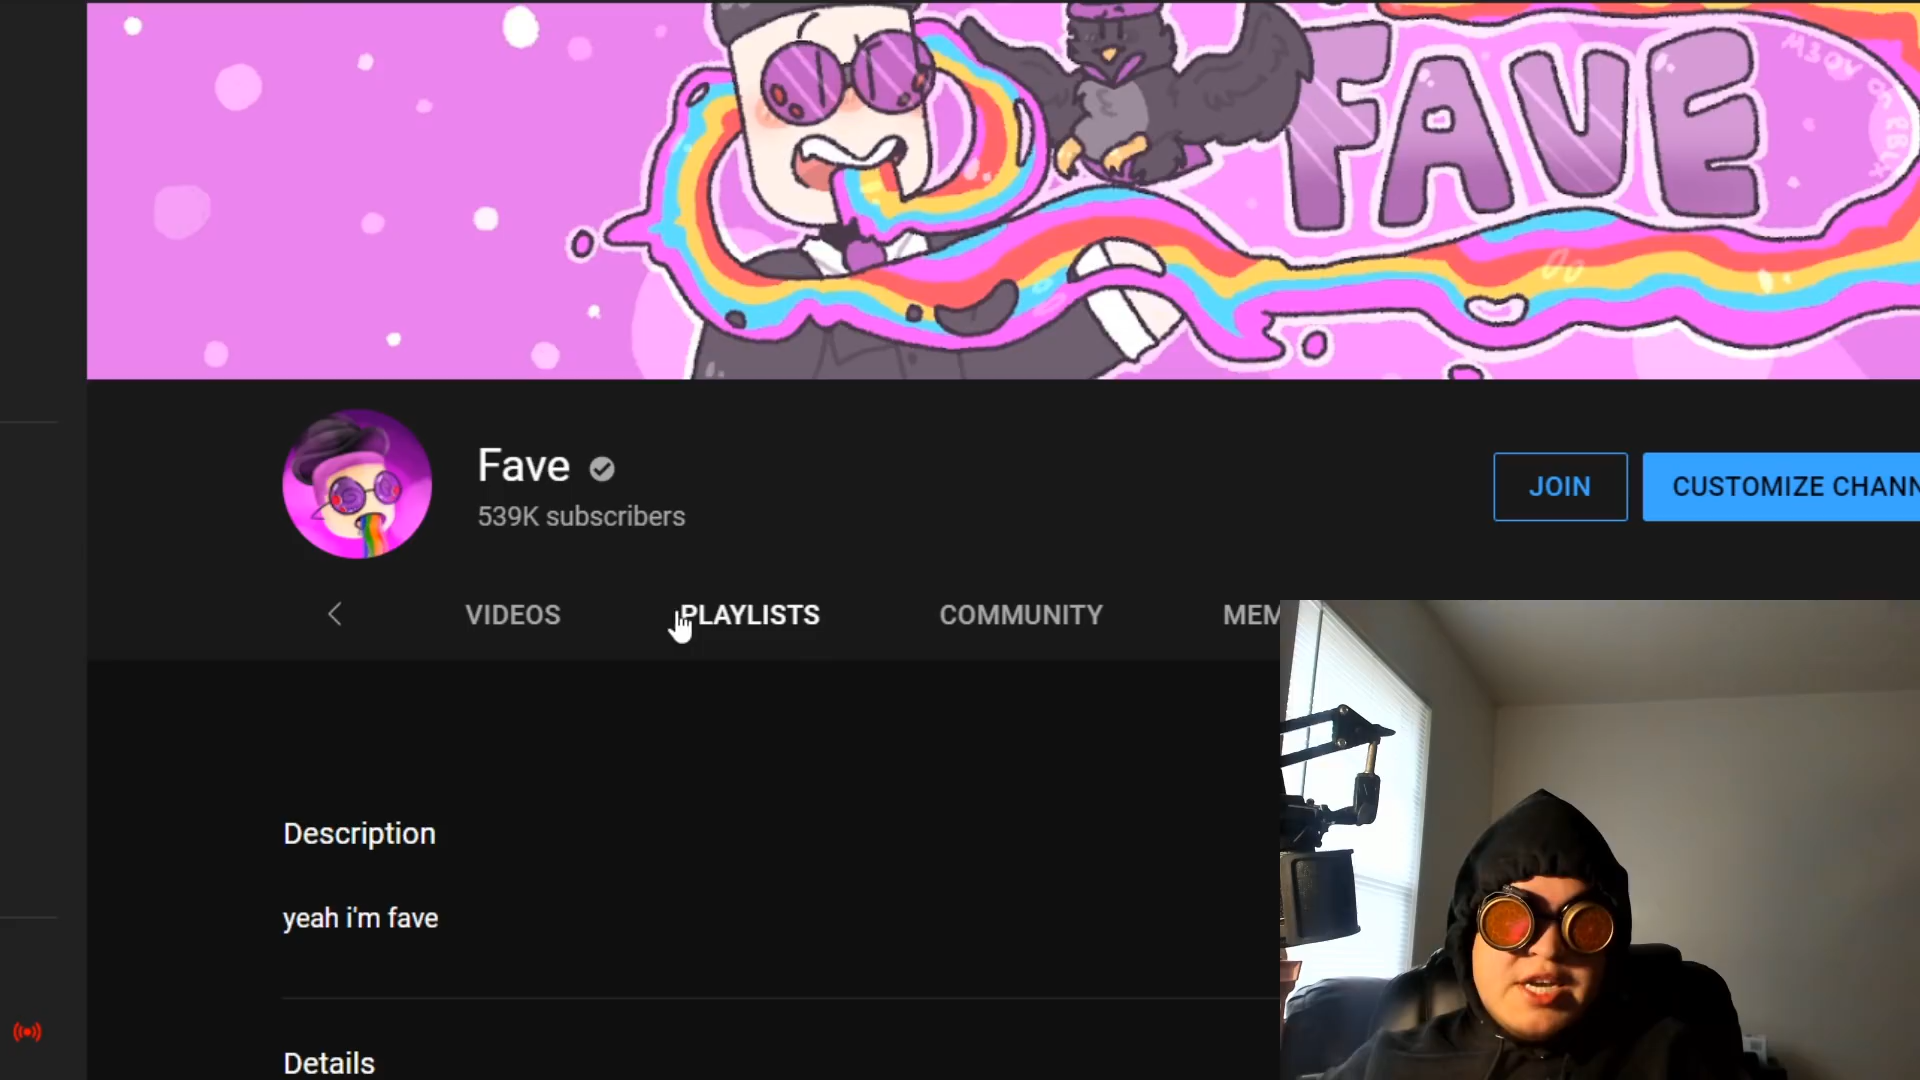 FAVE
Fave
539K subscribers
JOIN
CUSTOMIZE CHANN
VIDEOS
PLAYLISTS
COMMUNITY
MEM
Description
yeah i'm fave
Details